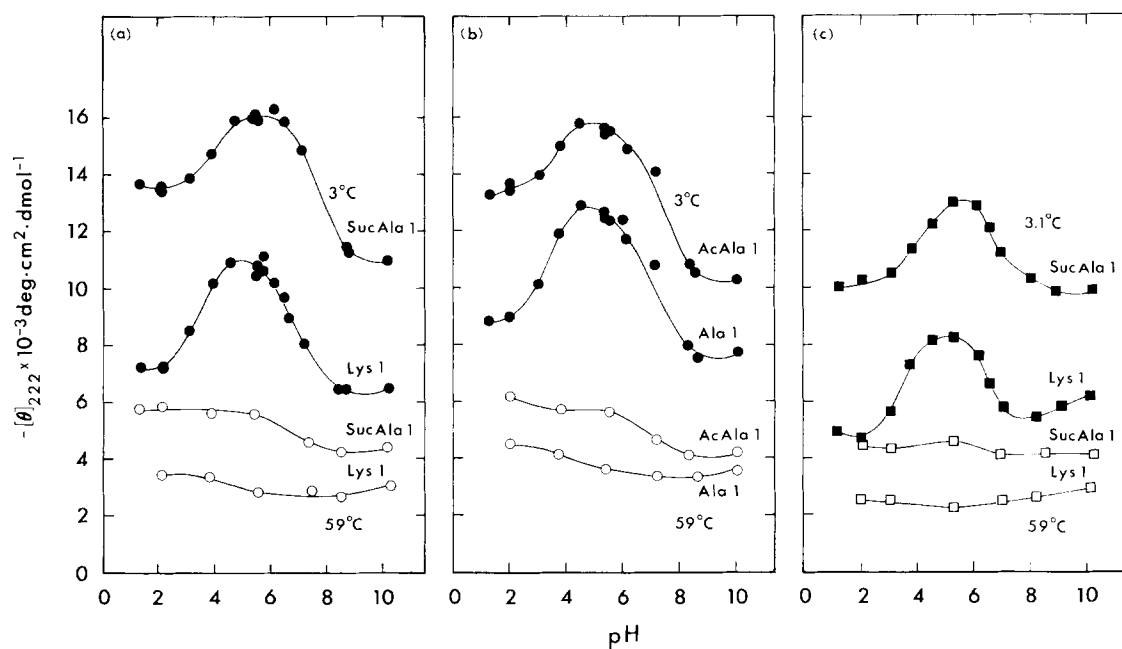 (a)
(b)
(c)
-[θ]222 x 10-3deg·cm2·dmol-1
16
14
12
10
8
6
4
2
0
3°C
SucAla 1
Lys 1
SucAla 1
Lys 1
59°C
3°C
AcAla 1
Ala 1
AcAla 1
Ala 1
59°C
3.1°C
SucAla 1
Lys 1
SucAla 1
Lys 1
59°C
0 2 4 6 8 10
0 2 4 6 8 10
0 2 4 6 8 10
pH